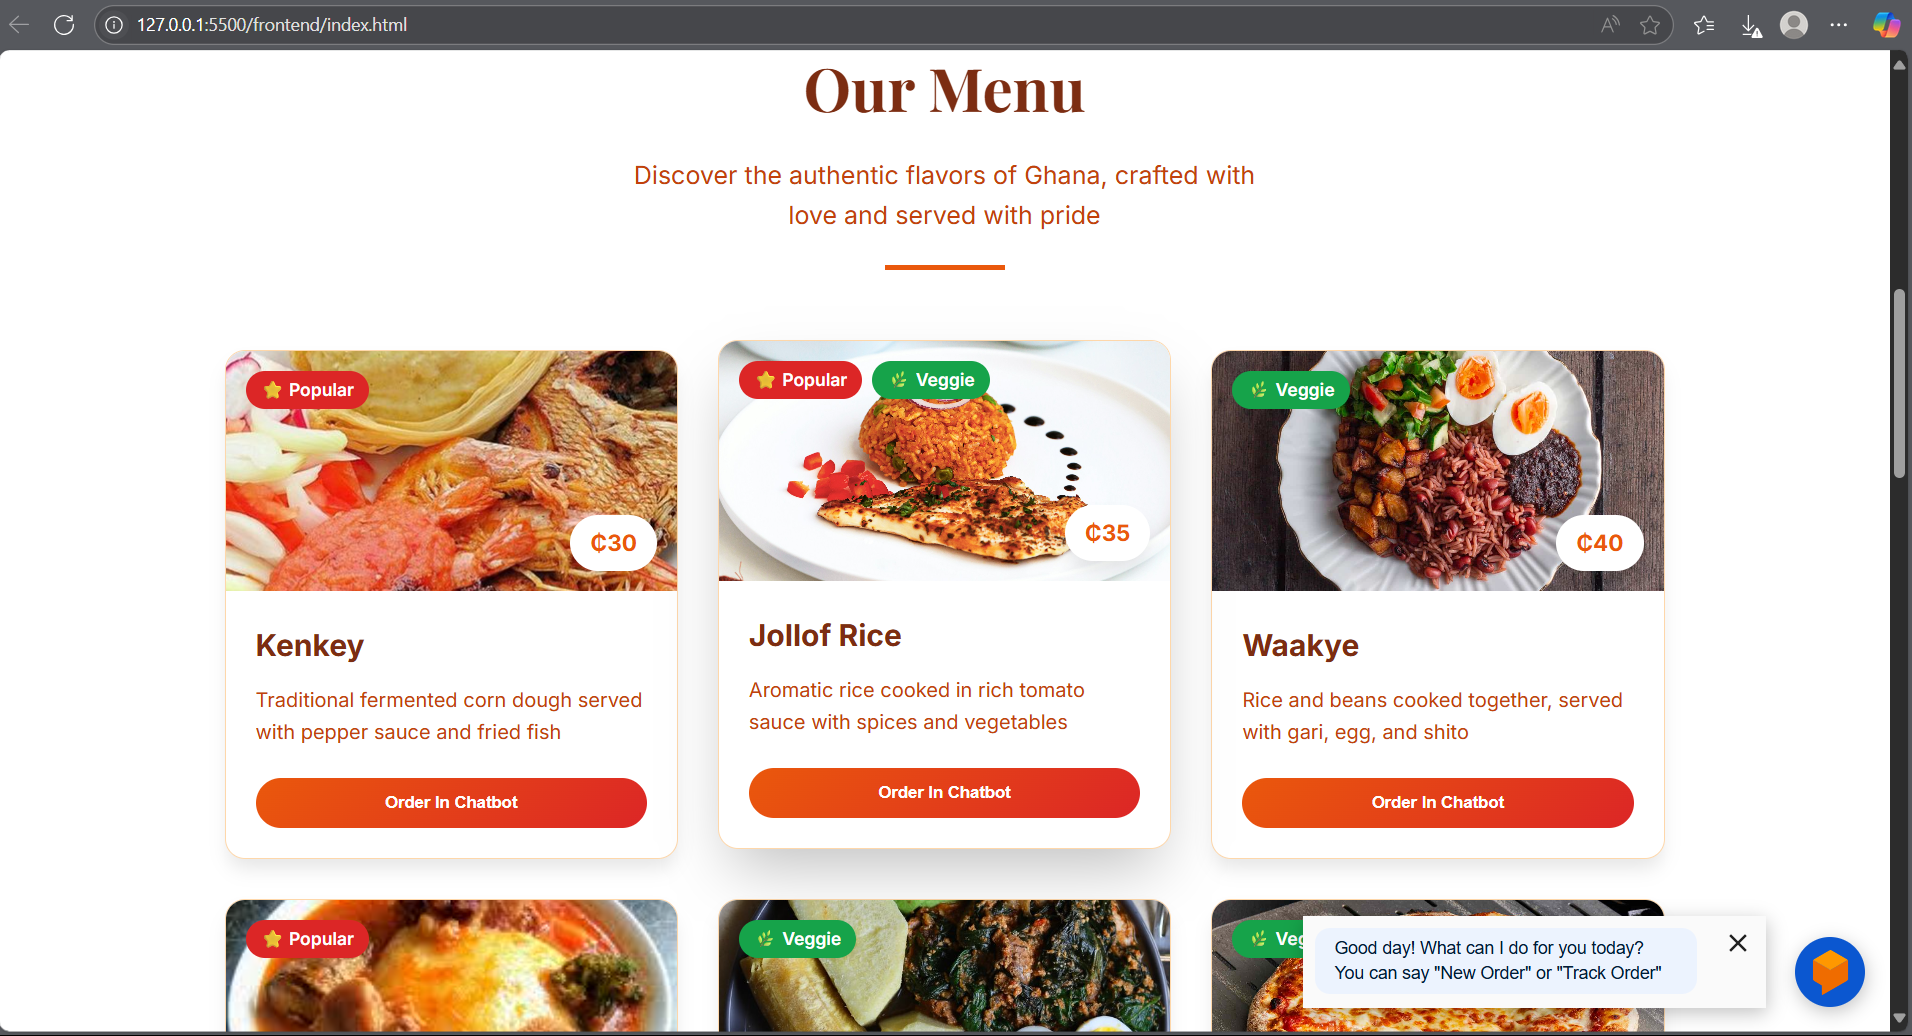 127.0.0.1:5500/frontend/index.html
Our Menu
Discover the authentic flavors of Ghana, crafted with
love and served with pride
Popular
₵30
Kenkey
Traditional fermented corn dough served
with pepper sauce and fried fish
Order In Chatbot
Popular
Veggie
₵35
Jollof Rice
Aromatic rice cooked in rich tomato
sauce with spices and vegetables
Order In Chatbot
Veggie
₵40
Waakye
Rice and beans cooked together, served
with gari, egg, and shito
Order In Chatbot
Popular
Veggie
Veg
Good day! What can I do for you today?
You can say "New Order" or "Track Order"